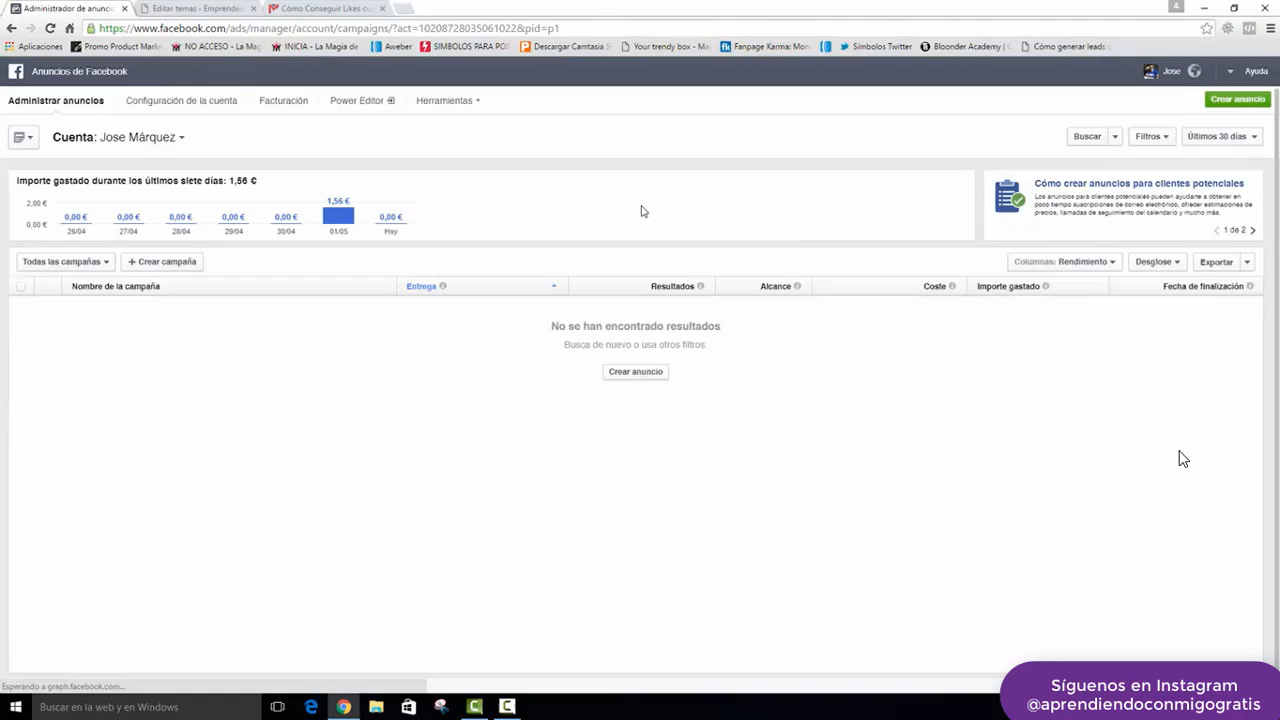 Administrador de anuncios
Editar temas - Emprended
Cómo Conseguir Likes cu
https://www.facebook.com/ads/manager/account/campaigns/?act=10208728035061022&pid=p1
Aplicaciones
Promo Product Mark
NO ACCESO - La Magi
INICIA - La Magia de
Aweber
SIMBOLOS PARA POS
Descargar Camtasia S
Your trendy box - Ma
Fanpage Karma: Mon
Símbolos Twitter
Bloonder Academy | C
Cómo generar leads c
Anuncios de Facebook
Jose
Ayuda
Administrar anuncios
Configuración de la cuenta
Facturación
Power Editor
Herramientas
Crear anuncio
Cuenta: Jose Márquez
Buscar
Filtros
Últimos 30 días
Importe gastado durante los últimos siete días: 1,56 €
2,00 €
0,00 €
0,00 € 0,00 € 0,00 € 0,00 € 0,00 € 1,56 € 0,00 €
26/04 27/04 28/04 29/04 30/04 01/05 Hoy
Cómo crear anuncios para clientes potenciales
Los anuncios para clientes potenciales pueden ayudarte a obtener en
poco tiempo suscripciones de correo electrónico, ofrecer estimaciones de
precios, llamadas de seguimiento del calendario y mucho más.
1 de 2
Todas las campañas
+ Crear campaña
Columnas: Rendimiento
Desglose
Exportar
Nombre de la campaña
Entrega
Resultados
Alcance
Coste
Importe gastado
Fecha de finalización
No se han encontrado resultados
Busca de nuevo o usa otros filtros.
Crear anuncio
Esperando a graph.facebook.com...
Buscar en la web y en Windows
Síguenos en Instagram
@aprendiendoconmigogratis